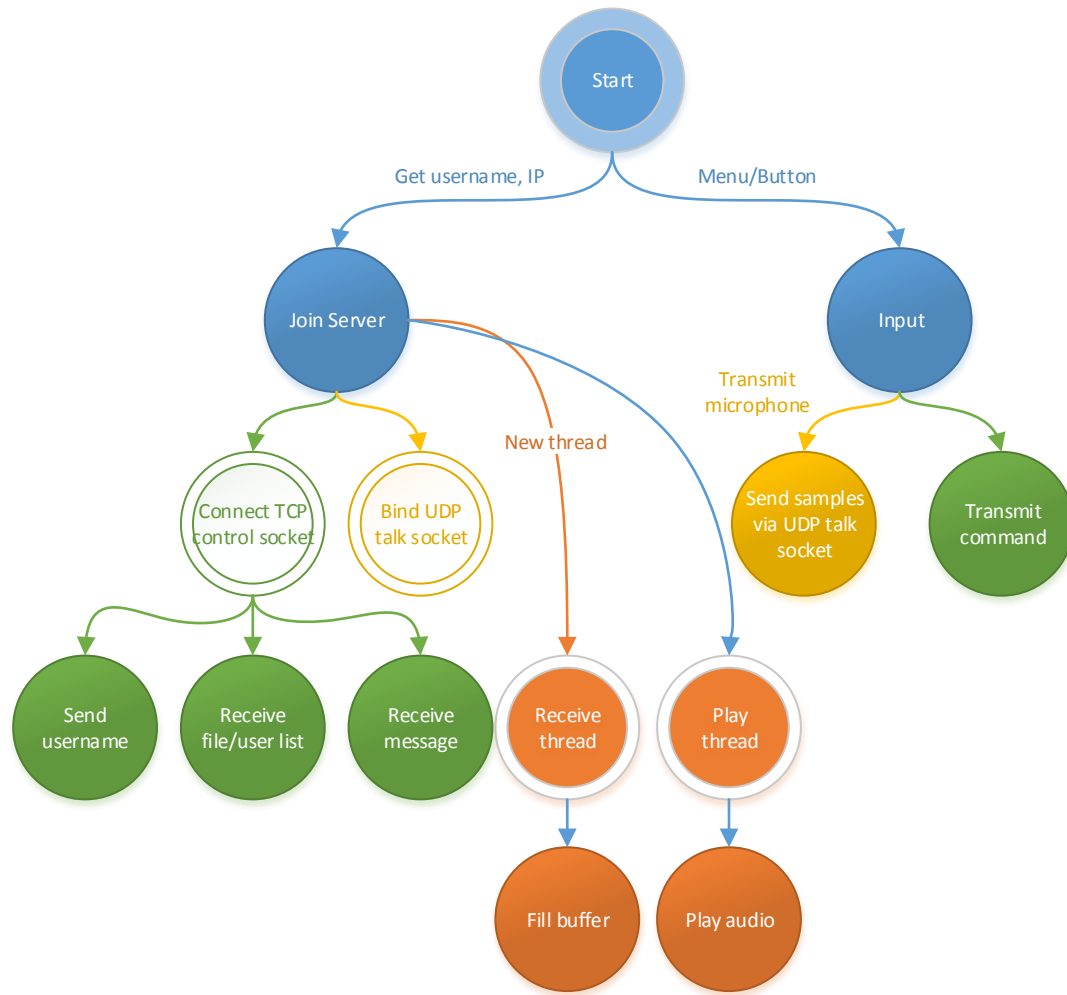 Start
Get username, IP
Menu/Button
Join Server
Input
Transmit
microphone
New thread
Connect TCP
control socket
Bind UDP
talk socket
Send samples
via UDP talk
socket
Transmit
command
Send
username
Receive
file/user list
Receive
message
Receive
thread
Play
thread
Fill buffer
Play audio